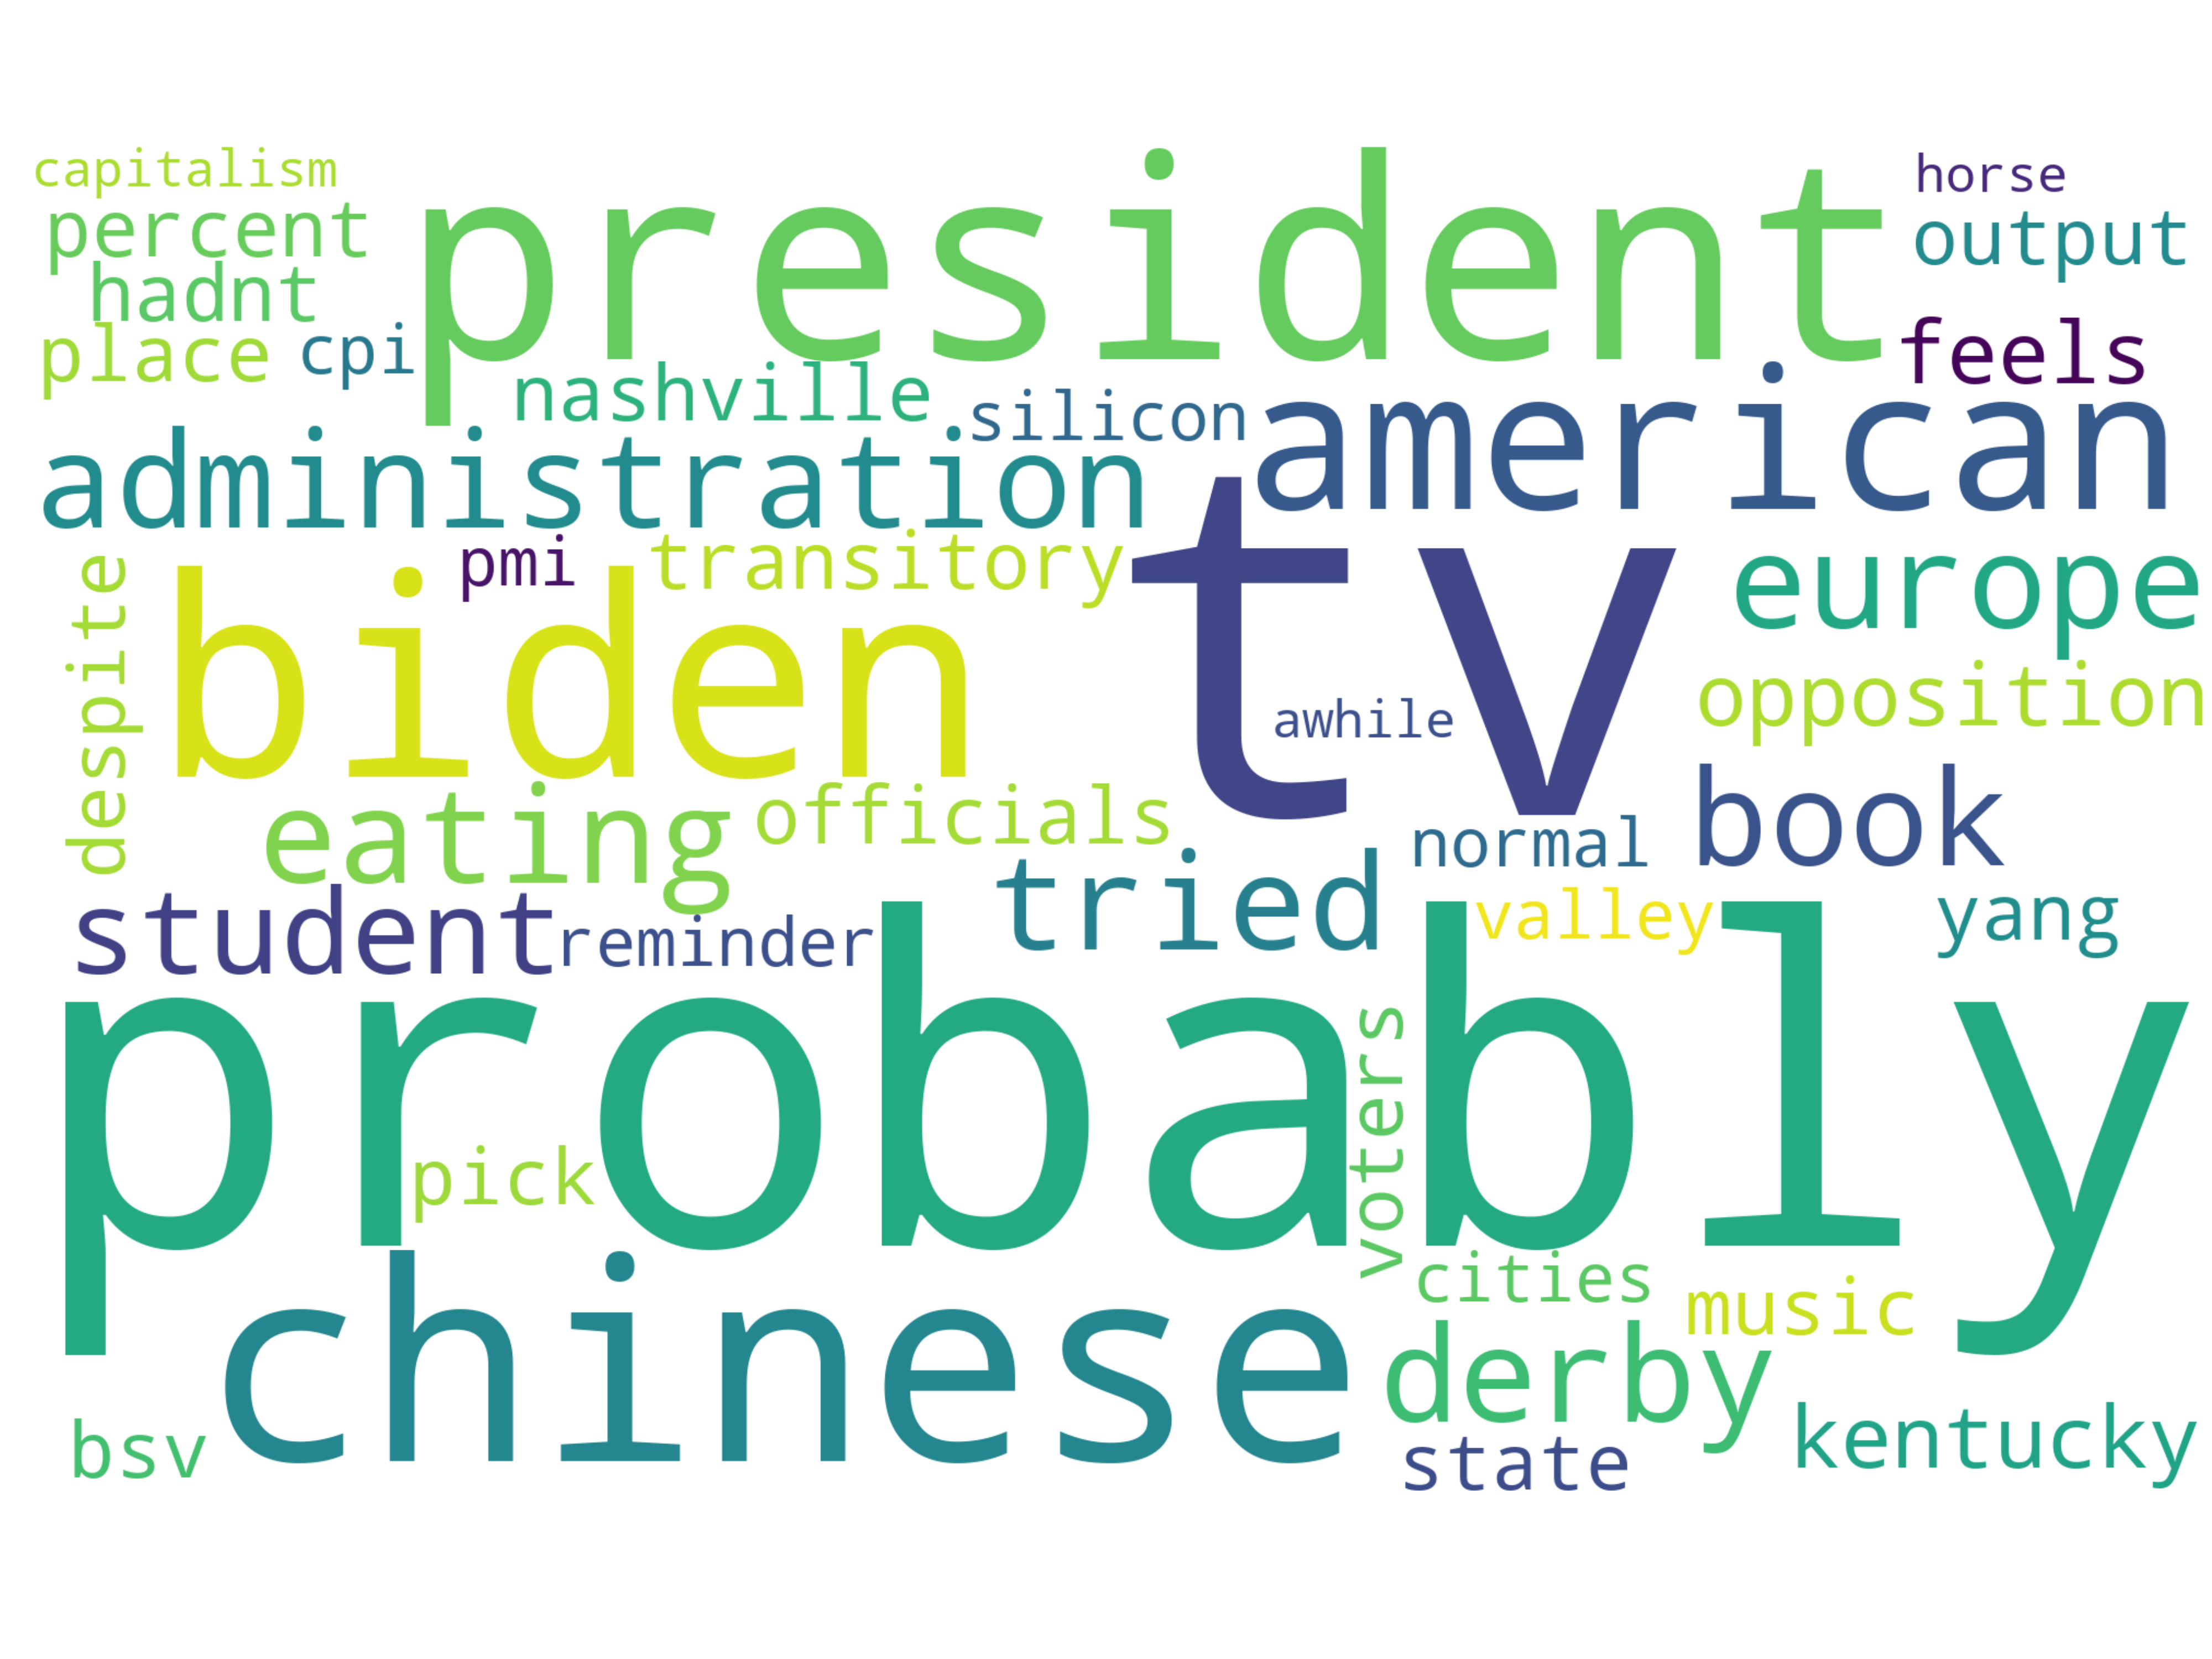 capitalism
president
horse
percent
output
hadnt
place
cpi
feels
nashville
silicon
american
administration
pmi
transitory
tv
europe
despite
biden
awhile
opposition
eating
officials
normal
book
student
reminder
tried
valley
yang
probably
pick
voters
chinese
cities
music
derby
bsv
state
kentucky